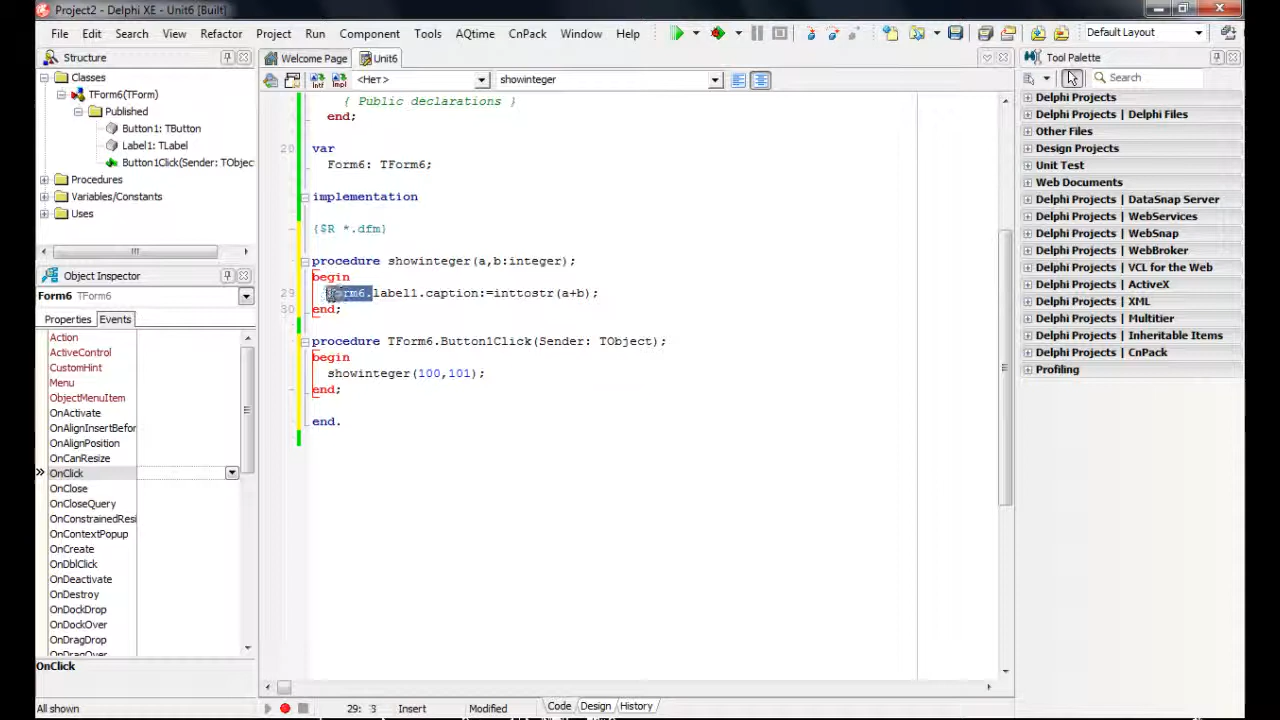 Project2 - Delphi XE - Unit6 [Built]
File Edit Search View Refactor Project Run Component Tools AQtime CnPack Window Help Default Layout
Structure
Classes
TForm6(TForm)
Published
Button1: TButton
Label1: TLabel
Button1Click(Sender: TObjec
Procedures
Variables/Constants
Uses
Object Inspector
Form6 TForm6
Properties Events
Action
ActiveControl
CustomHint
Menu
ObjectMenuItem
OnActivate
OnAlignInsertBefor
OnAlignPosition
OnCanResize
OnClick
OnClose
OnCloseQuery
OnConstrainedResi
OnContextPopup
OnCreate
OnDblClick
OnDeactivate
OnDestroy
OnDockDrop
OnDockOver
OnDragDrop
OnDragOver
OnClick
All shown
Welcome Page Unit6
<Нет> showinteger
{ Public declarations }
end;
20 var
Form6: TForm6;
implementation
{$R *.dfm}
procedure showinteger(a,b:integer);
begin
29 Form6.label1.caption:=inttostr(a+b);
30 end;
procedure TForm6.Button1Click(Sender: TObject);
begin
showinteger(100,101);
end;
end.
29: 3 Insert Modified Code Design History
Tool Palette
Search
Delphi Projects
Delphi Projects | Delphi Files
Other Files
Design Projects
Unit Test
Web Documents
Delphi Projects | DataSnap Server
Delphi Projects | WebServices
Delphi Projects | WebSnap
Delphi Projects | WebBroker
Delphi Projects | VCL for the Web
Delphi Projects | ActiveX
Delphi Projects | XML
Delphi Projects | Multitier
Delphi Projects | Inheritable Items
Delphi Projects | CnPack
Profiling